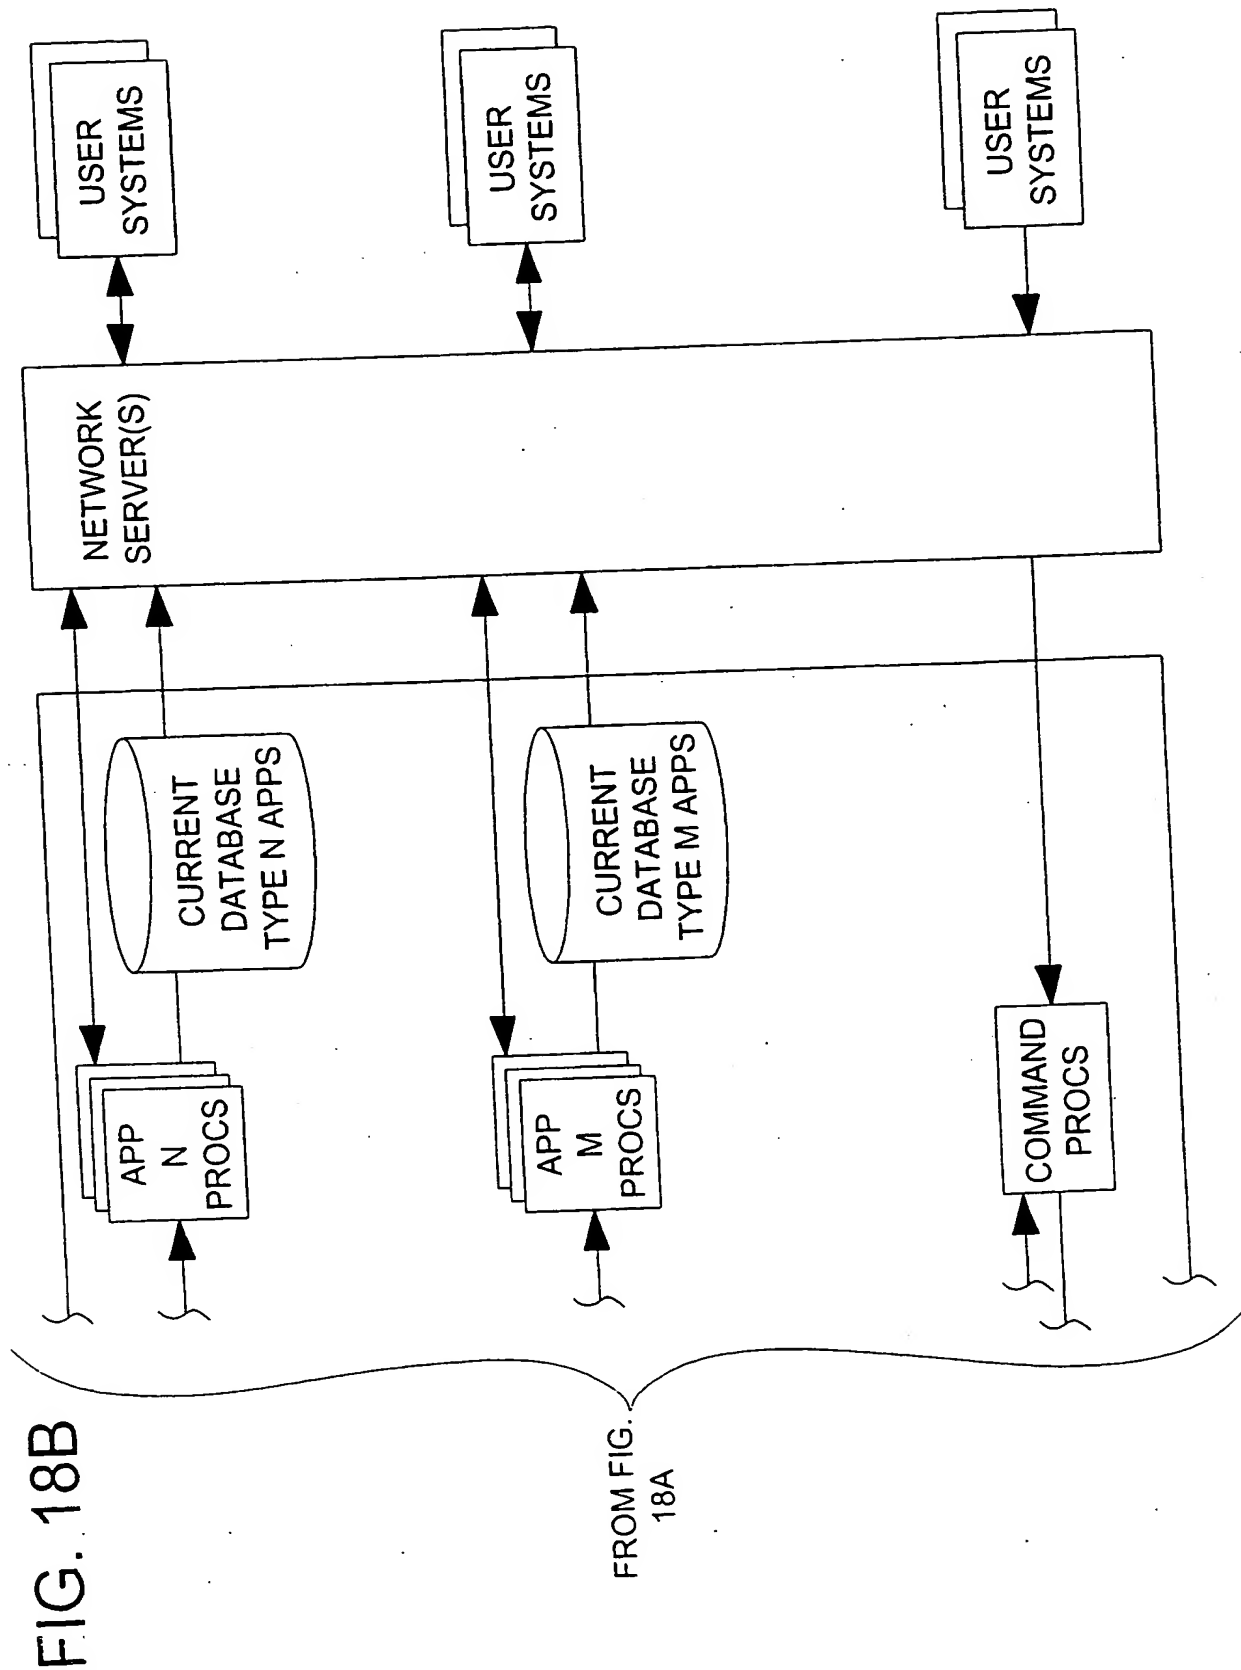 FIG. 18B
FROM FIG.
18A
APP
N
PROCS
CURRENT
DATABASE
TYPE N APPS
NETWORK
SERVER(S)
USER
SYSTEMS
APP
M
PROCS
CURRENT
DATABASE
TYPE M APPS
USER
SYSTEMS
COMMAND
PROCS
USER
SYSTEMS